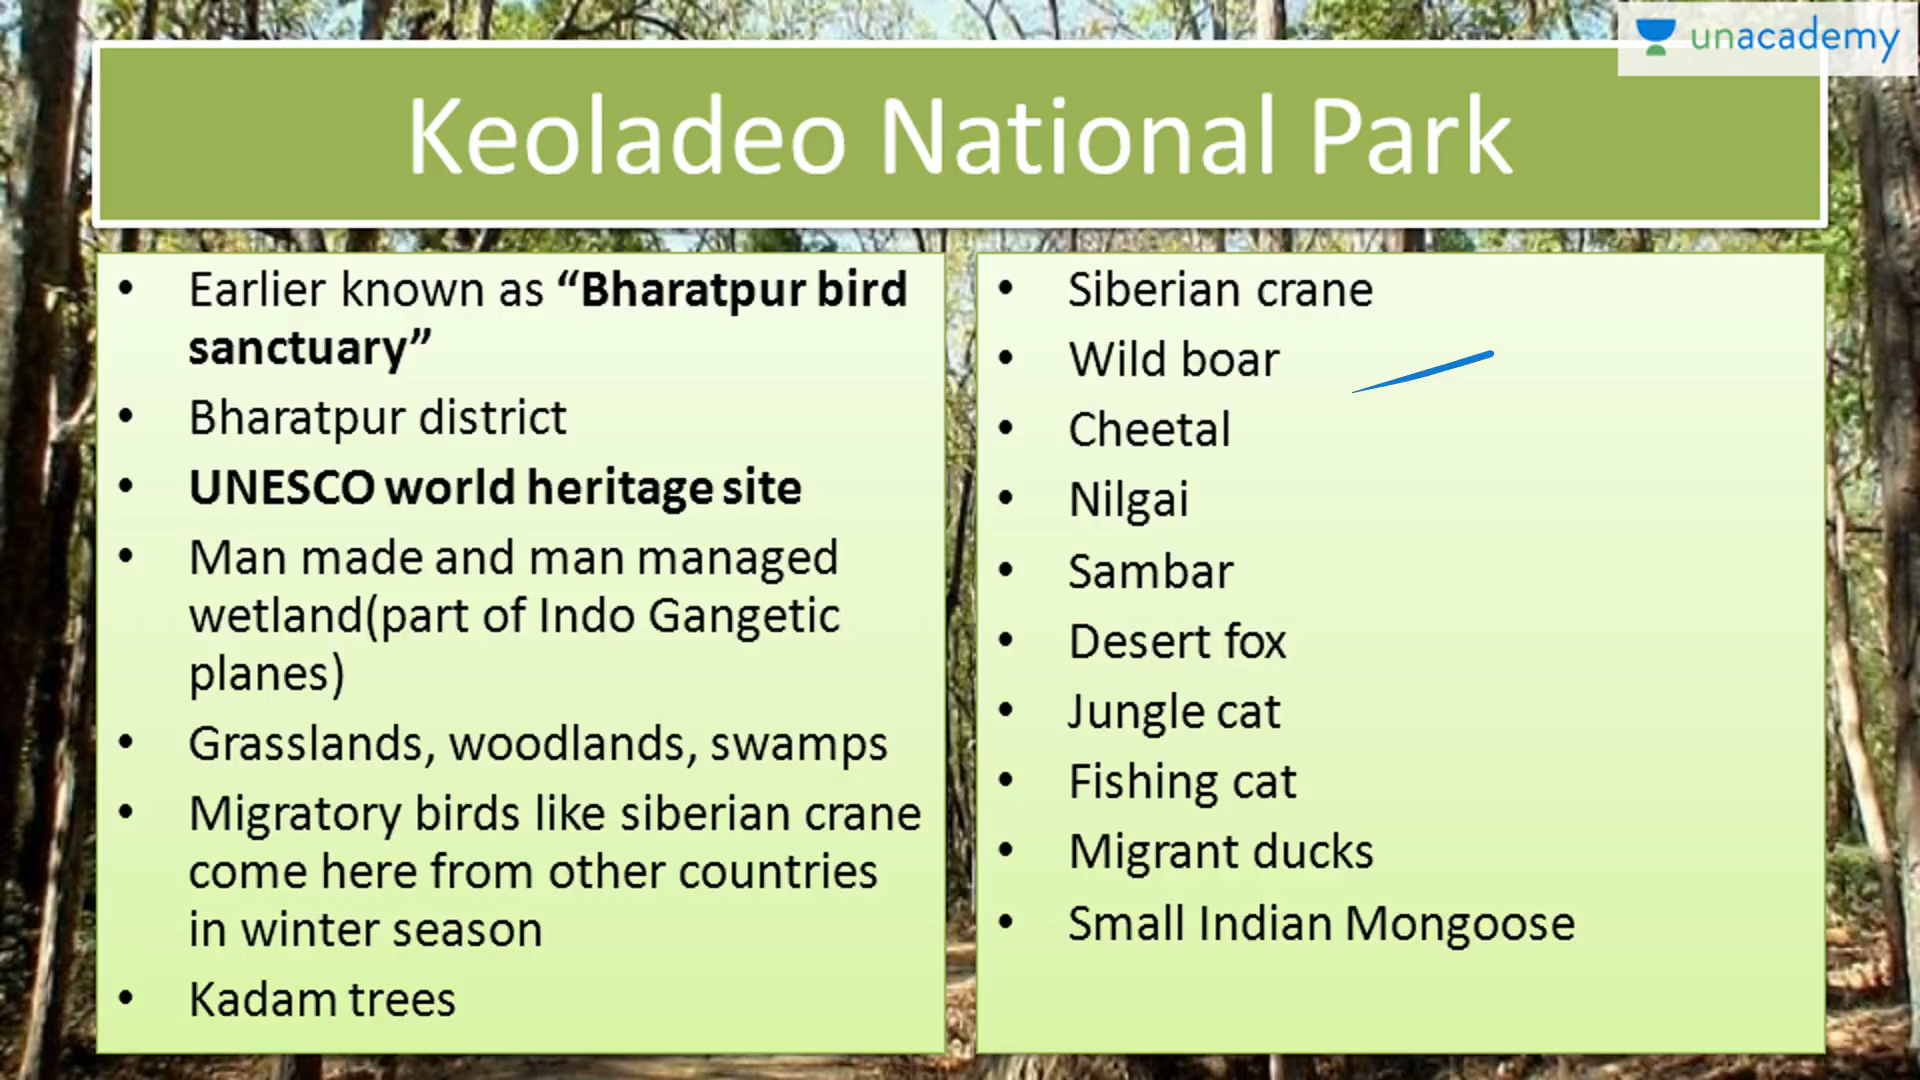 unacademy
Keoladeo National Park
• Earlier known as “Bharatpur bird
sanctuary”
• Bharatpur district
• UNESCO world heritage site
• Man made and man managed
wetland(part of Indo Gangetic
planes)
• Grasslands, woodlands, swamps
• Migratory birds like siberian crane
come here from other countries
in winter season
• Kadam trees
• Siberian crane
• Wild boar
• Cheetal
• Nilgai
• Sambar
• Desert fox
• Jungle cat
• Fishing cat
• Migrant ducks
• Small Indian Mongoose